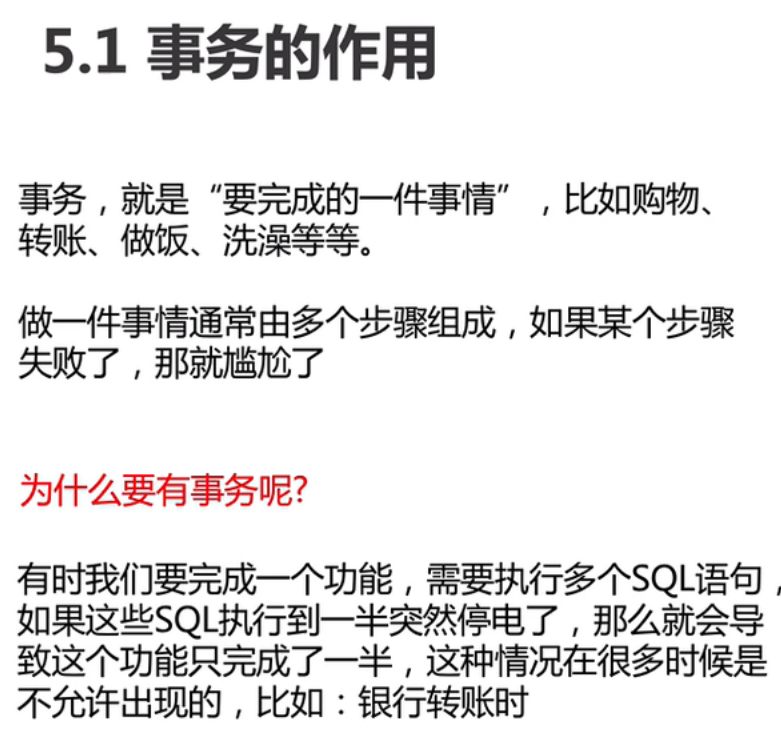 5.1 事务的作用
事务，就是“要完成的一件事情”，比如购物、
转账、做饭、洗澡等等。
做一件事情通常由多个步骤组成，如果某个步骤
失败了，那就尴尬了
为什么要有事务呢?
有时我们要完成一个功能，需要执行多个SQL语句，
如果这些SQL执行到一半突然停电了，那么就会导
致这个功能只完成了一半，这种情况在很多时候是
不允许出现的，比如：银行转账时